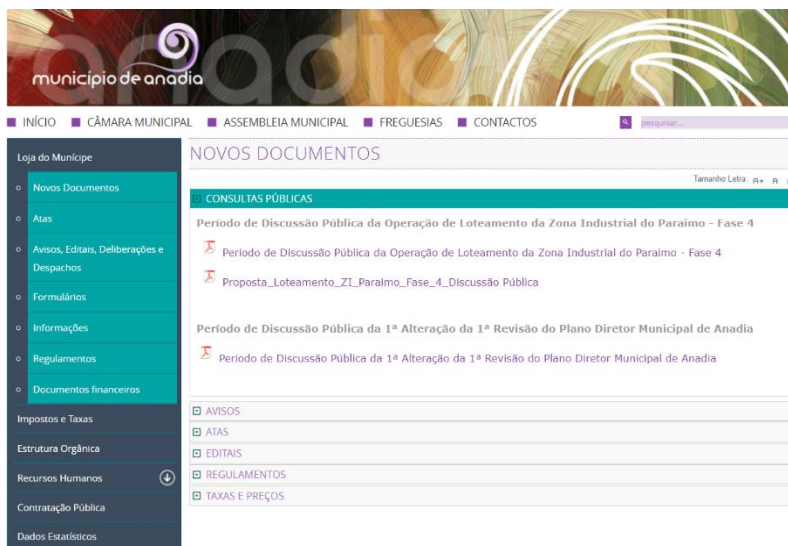 anadia
município de anadia
INÍCIO CÂMARA MUNICIPAL ASSEMBLEIA MUNICIPAL FREGUESIAS CONTACTOS pesquisar...
Loja do Munícipe
Novos Documentos
Atas
Avisos, Editais, Deliberações e
Despachos
Formulários
Informações
Regulamentos
Documentos financeiros
Impostos e Taxas
Estrutura Orgânica
Recursos Humanos
Contratação Pública
Dados Estatísticos
NOVOS DOCUMENTOS
Tamanho Letra: A+ A
CONSULTAS PÚBLICAS
Período de Discussão Pública da Operação de Loteamento da Zona Industrial do Paraimo - Fase 4
Período de Discussão Pública da Operação de Loteamento da Zona Industrial do Paraimo - Fase 4
Proposta_Loteamento_ZI_Paraimo_Fase_4_Discussão Pública
Período de Discussão Pública da 1ª Alteração da 1ª Revisão do Plano Diretor Municipal de Anadia
Período de Discussão Pública da 1ª Alteração da 1ª Revisão do Plano Diretor Municipal de Anadia
AVISOS
ATAS
EDITAIS
REGULAMENTOS
TAXAS E PREÇOS